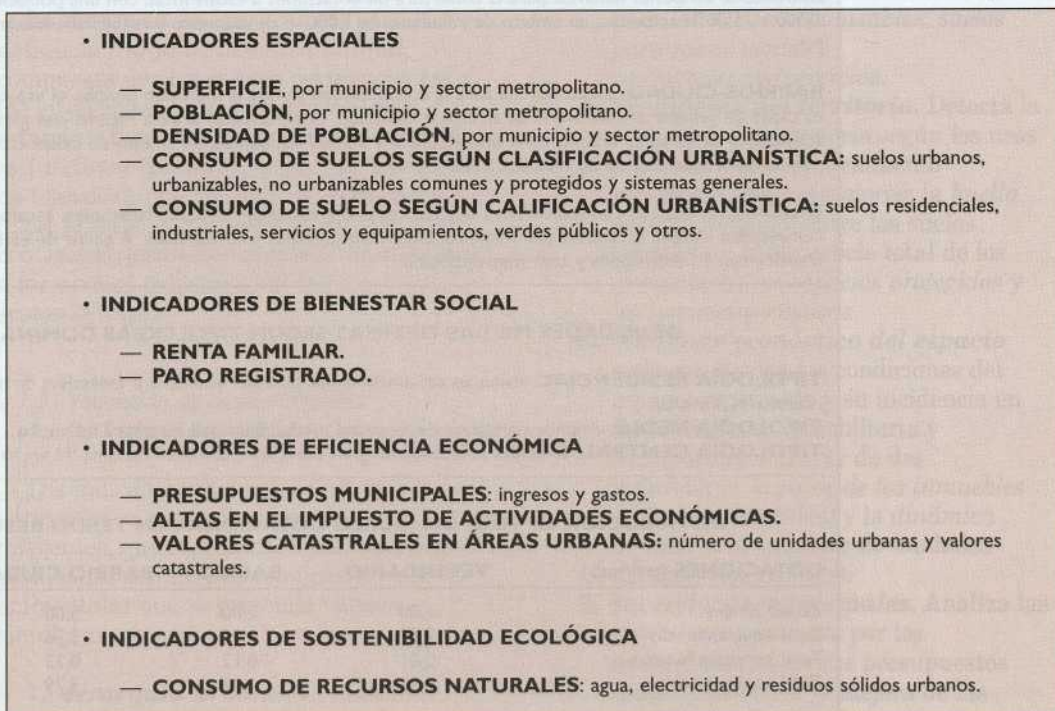 • INDICADORES ESPACIALES
— SUPERFICIE, por municipio y sector metropolitano.
— POBLACIÓN, por municipio y sector metropolitano.
— DENSIDAD DE POBLACIÓN, por municipio y sector metropolitano.
— CONSUMO DE SUELOS SEGÚN CLASIFICACIÓN URBANÍSTICA: suelos urbanos,
urbanizables, no urbanizables comunes y protegidos y sistemas generales.
— CONSUMO DE SUELO SEGÚN CALIFICACIÓN URBANÍSTICA: suelos residenciales,
industriales, servicios y equipamientos, verdes públicos y otros.
• INDICADORES DE BIENESTAR SOCIAL
— RENTA FAMILIAR.
— PARO REGISTRADO.
• INDICADORES DE EFICIENCIA ECONÓMICA
— PRESUPUESTOS MUNICIPALES: ingresos y gastos.
— ALTAS EN EL IMPUESTO DE ACTIVIDADES ECONÓMICAS.
— VALORES CATASTRALES EN ÁREAS URBANAS: número de unidades urbanas y valores
catastrales.
• INDICADORES DE SOSTENIBILIDAD ECOLÓGICA
— CONSUMO DE RECURSOS NATURALES: agua, electricidad y residuos sólidos urbanos.